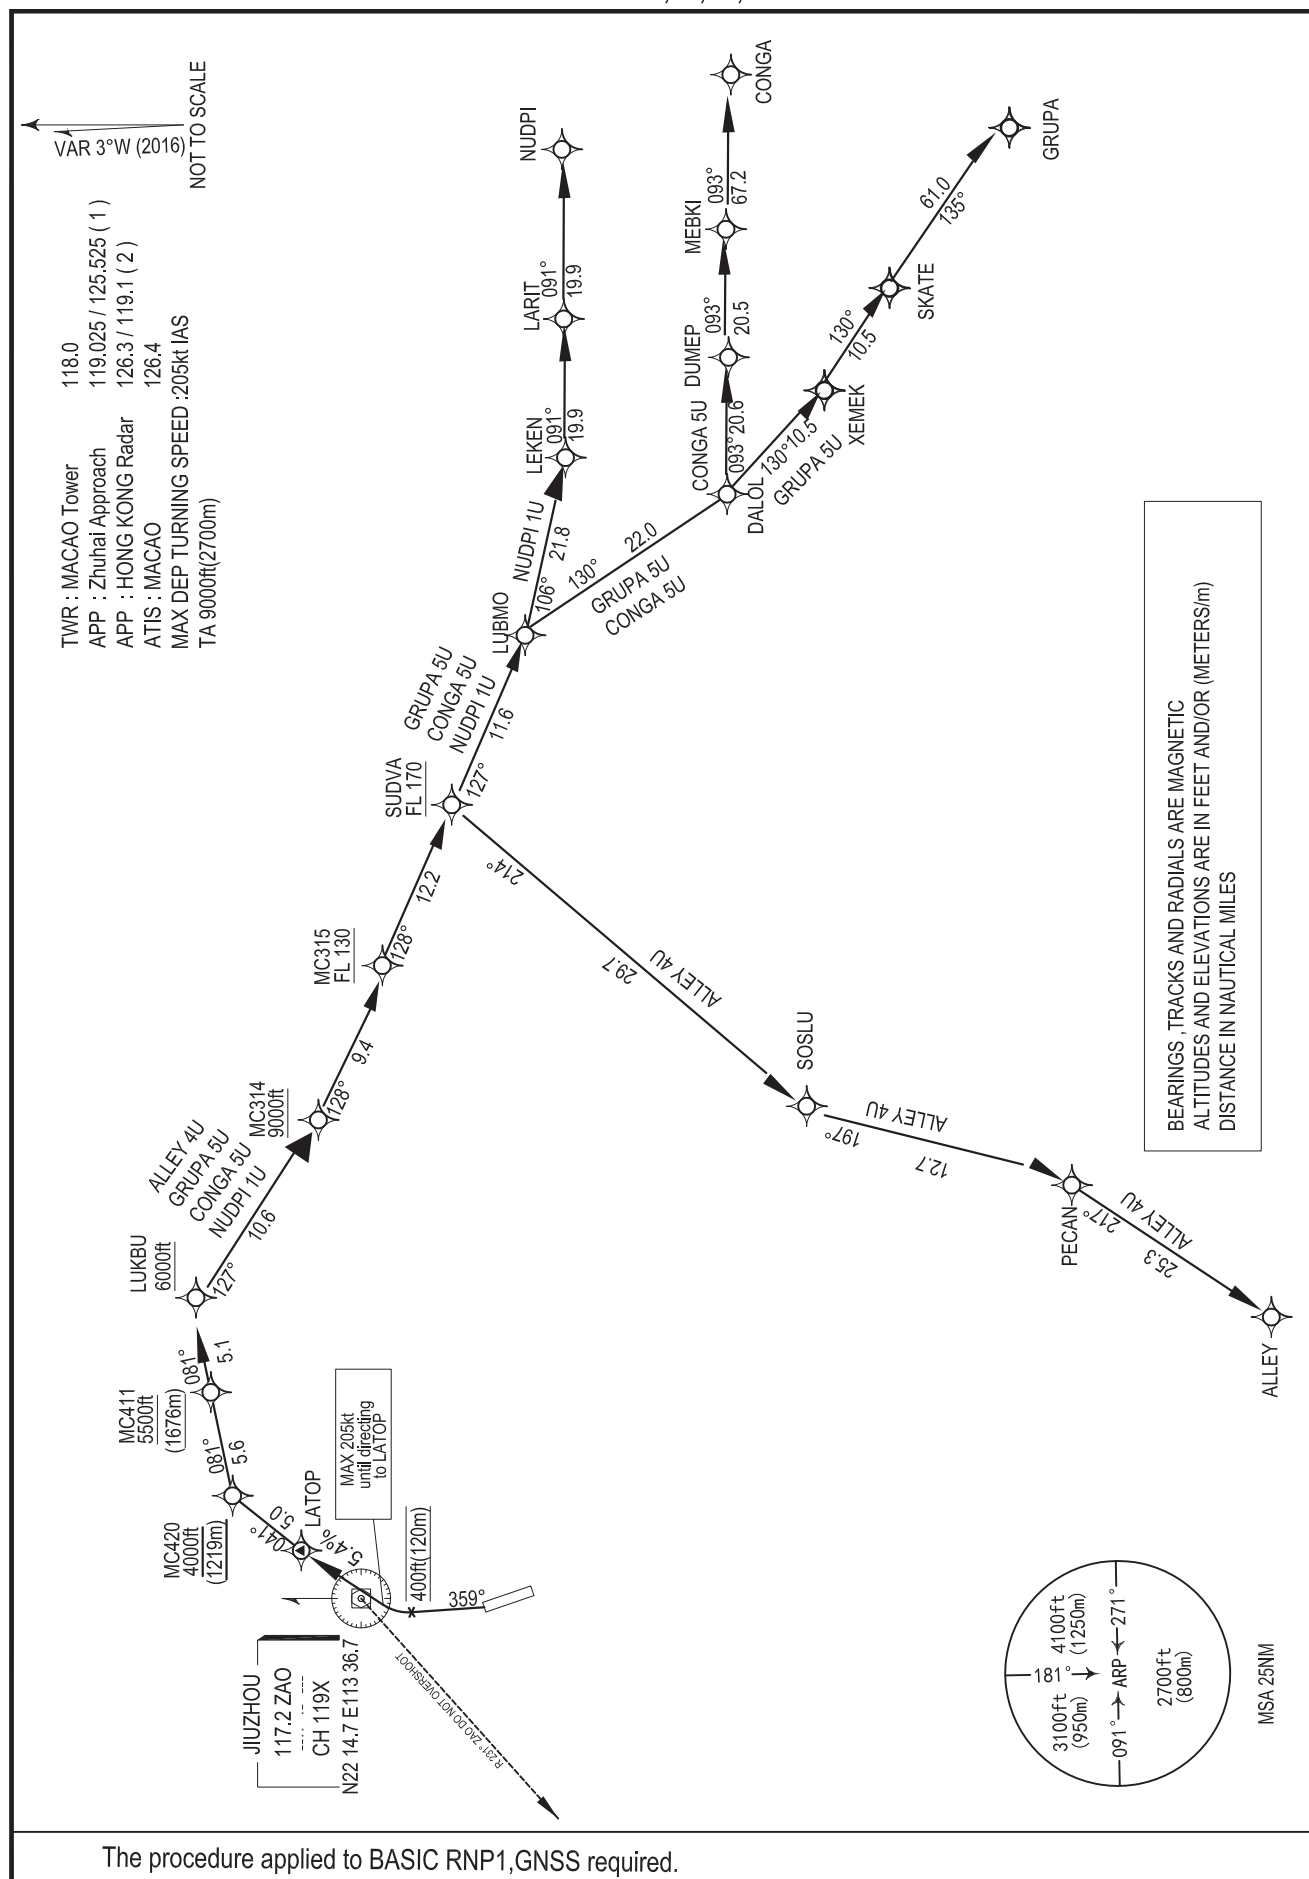 TWR : MACAO Tower 118.0
APP : Zhuhai Approach 119.025 / 125.525 ( 1 )
APP : HONG KONG Radar 126.3 / 119.1 ( 2 )
ATIS : MACAO 126.4
MAX DEP TURNING SPEED :205kt IAS
TA 9000ft(2700m)
VAR 3°W (2016)
NOT TO SCALE
JIUZHOU
117.2 ZAO
CH 119X
N22 14.7 E113 36.7
R 231° ZAO DO NOT OVERSHOOT
359°
400ft(120m)
MAX 205kt
until directing
to LATOP
5.4%
LATOP
041°
5.0
MC420
4000ft
(1219m)
081°
5.6
MC411
5500ft
(1676m)
081°
5.1
LUKBU
6000ft
127°
10.6
ALLEY 4U
GRUPA 5U
CONGA 5U
NUDPI 1U
MC314
9000ft
128°
9.4
MC315
FL 130
128°
12.2
SUDVA
FL 170
127°
11.6
GRUPA 5U
CONGA 5U
NUDPI 1U
LUBMO
106°
21.8
NUDPI 1U
LEKEN
091°
19.9
LARIT
091°
19.9
NUDPI
130°
22.0
GRUPA 5U
CONGA 5U
DALOL
CONGA 5U
093°20.6
DUMEP
093°
20.5
MEBKI
093°
67.2
CONGA
130°10.5
GRUPA 5U
XEMEK
130°
10.5
SKATE
61.0
135°
GRUPA
214°
29.7
ALLEY 4U
SOSLU
197°
12.7
ALLEY 4U
PECAN
217°
25.3
ALLEY 4U
ALLEY
BEARINGS ,TRACKS AND RADIALS ARE MAGNETIC
ALTITUDES AND ELEVATIONS ARE IN FEET AND/OR (METERS/m)
DISTANCE IN NAUTICAL MILES
3100ft
(950m)
181°
4100ft
(1250m)
091°
ARP
271°
2700ft
(800m)
MSA 25NM
The procedure applied to BASIC RNP1,GNSS required.